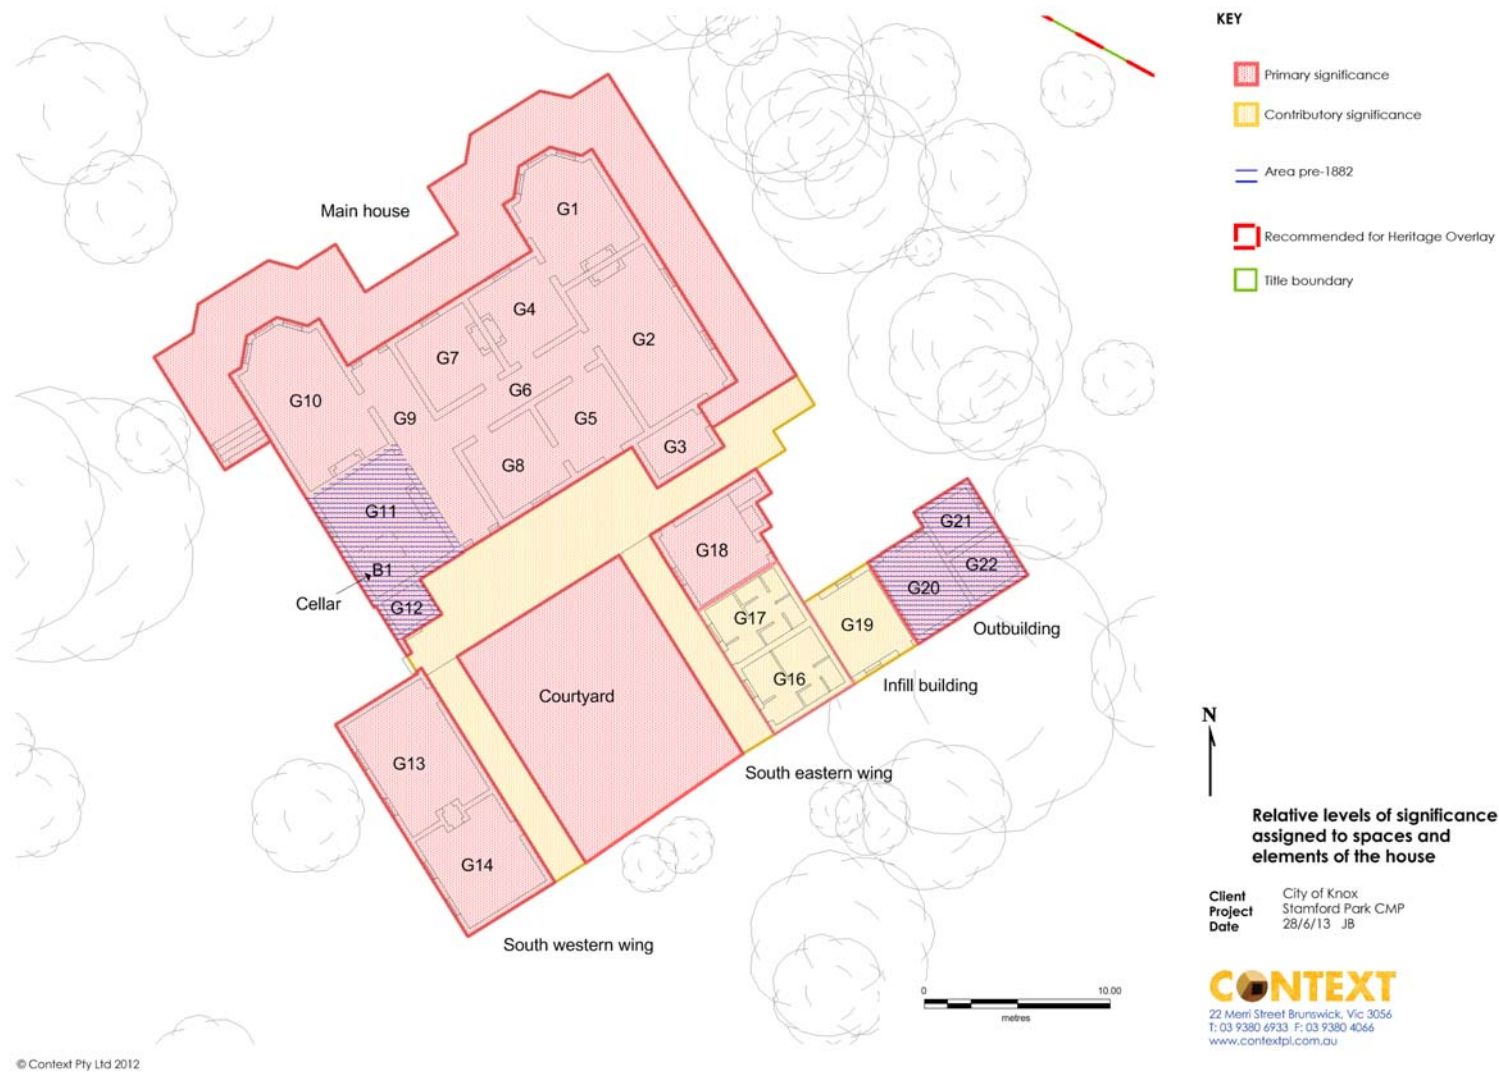 KEY
Primary significance
Contributory significance
Area pre-1882
Recommended for Heritage Overlay
Title boundary
Main house
G1
G4
G2
G7
G6
G10
G9
G5
G3
G8
G11
G18
G21
G22
G20
B1
Cellar
G12
G17
G19
Outbuilding
G16
Infill building
Courtyard
G13
South eastern wing
G14
South western wing
N
Relative levels of significance
assigned to spaces and
elements of the house
Client City of Knox
Project Stamford Park CMP
Date 28/6/13 JB
0 10.00
metres
CONTEXT
22 Merri Street Brunswick, Vic 3056
T: 03 9380 6933 F: 03 9380 4066
www.contextpl.com.au
© Context Pty Ltd 2012